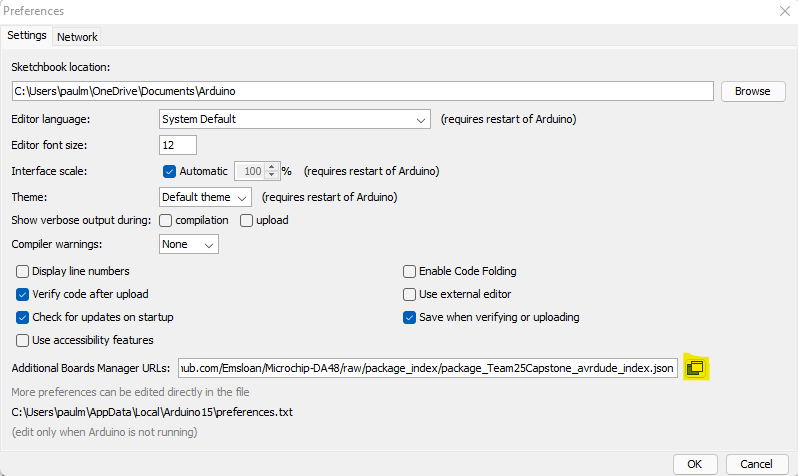 Preferences
Settings Network
Sketchbook location:
C:\Users\paulm\OneDrive\Documents\Arduino Browse
Editor language: System Default (requires restart of Arduino)
Editor font size: 12
Interface scale: Automatic 100 % (requires restart of Arduino)
Theme: Default theme (requires restart of Arduino)
Show verbose output during: compilation upload
Compiler warnings: None
Display line numbers Enable Code Folding
Verify code after upload Use external editor
Check for updates on startup Save when verifying or uploading
Use accessibility features
Additional Boards Manager URLs: hub.com/Emsloan/Microchip-DA48/raw/package_index/package_Team25Capstone_avrdude_index.json
More preferences can be edited directly in the file
C:\Users\paulm\AppData\Local\Arduino15\preferences.txt
(edit only when Arduino is not running)
OK Cancel